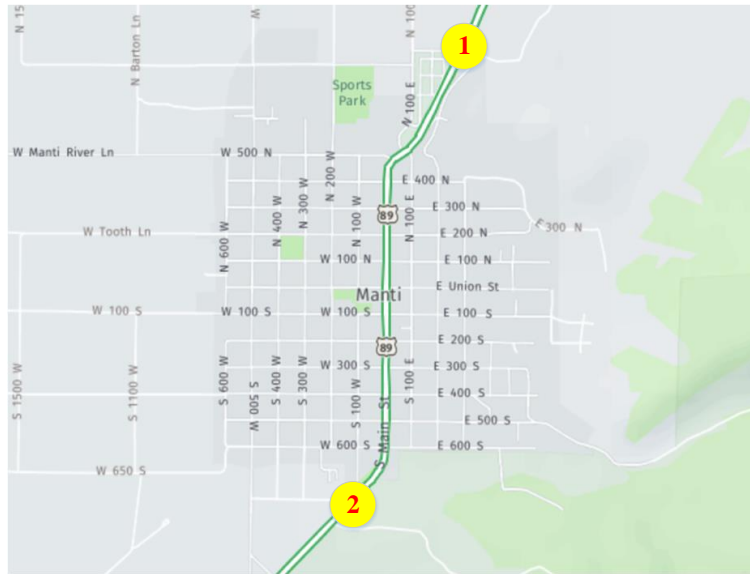 N 15
N Barton Ln
W
N 100
1
Sports
Park
N 100 E
W Manti River Ln
W 500 N
N 200 W
E 400 N
N 300 W
E 300 N
89
N 400 W
N 100 W
N 100 E
E 300 N
W Tooth Ln
E 200 N
N 600 W
W 100 N
E 100 N
Manti
E Union St
W 100 S
W 100 S
W 100 S
E 100 S
89
E 200 S
W 300 S
E 300 S
S 1500 W
S 1100 W
S 600 W
S 500 W
S 400 W
S 300 W
S 100 W
S 100 E
E 400 S
S Main St
E 500 S
W 600 S
E 600 S
W 650 S
2